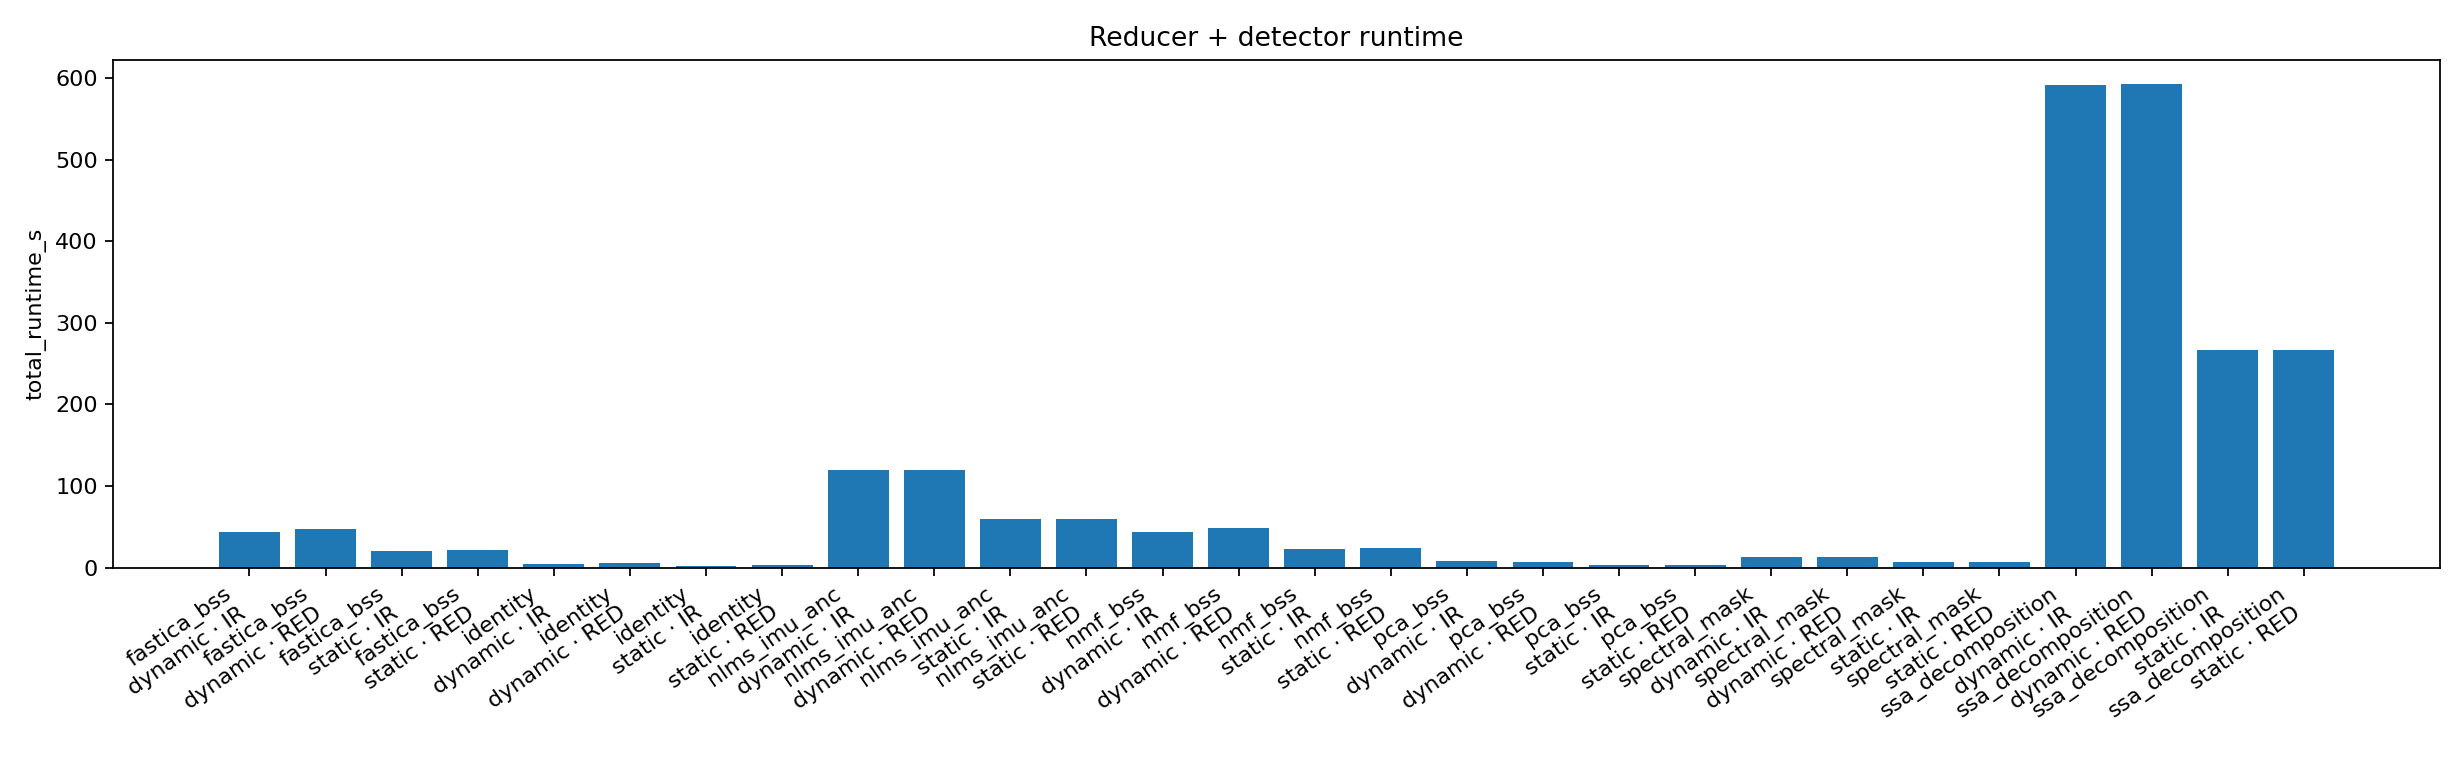 Reducer + detector runtime
total_runtime_s
600
500
400
300
200
100
0
fastica_bss
dynamic · IR
fastica_bss
dynamic · RED
fastica_bss
static · IR
fastica_bss
static · RED
identity
dynamic · IR
identity
dynamic · RED
identity
static · IR
identity
static · RED
nlms_imu_anc
dynamic · IR
nlms_imu_anc
dynamic · RED
nlms_imu_anc
static · IR
nlms_imu_anc
static · RED
nmf_bss
dynamic · IR
nmf_bss
dynamic · RED
nmf_bss
static · IR
nmf_bss
static · RED
pca_bss
dynamic · IR
pca_bss
dynamic · RED
pca_bss
static · IR
pca_bss
static · RED
spectral_mask
dynamic · IR
spectral_mask
dynamic · RED
spectral_mask
static · IR
spectral_mask
static · RED
ssa_decomposition
dynamic · IR
ssa_decomposition
dynamic · RED
ssa_decomposition
static · IR
ssa_decomposition
static · RED